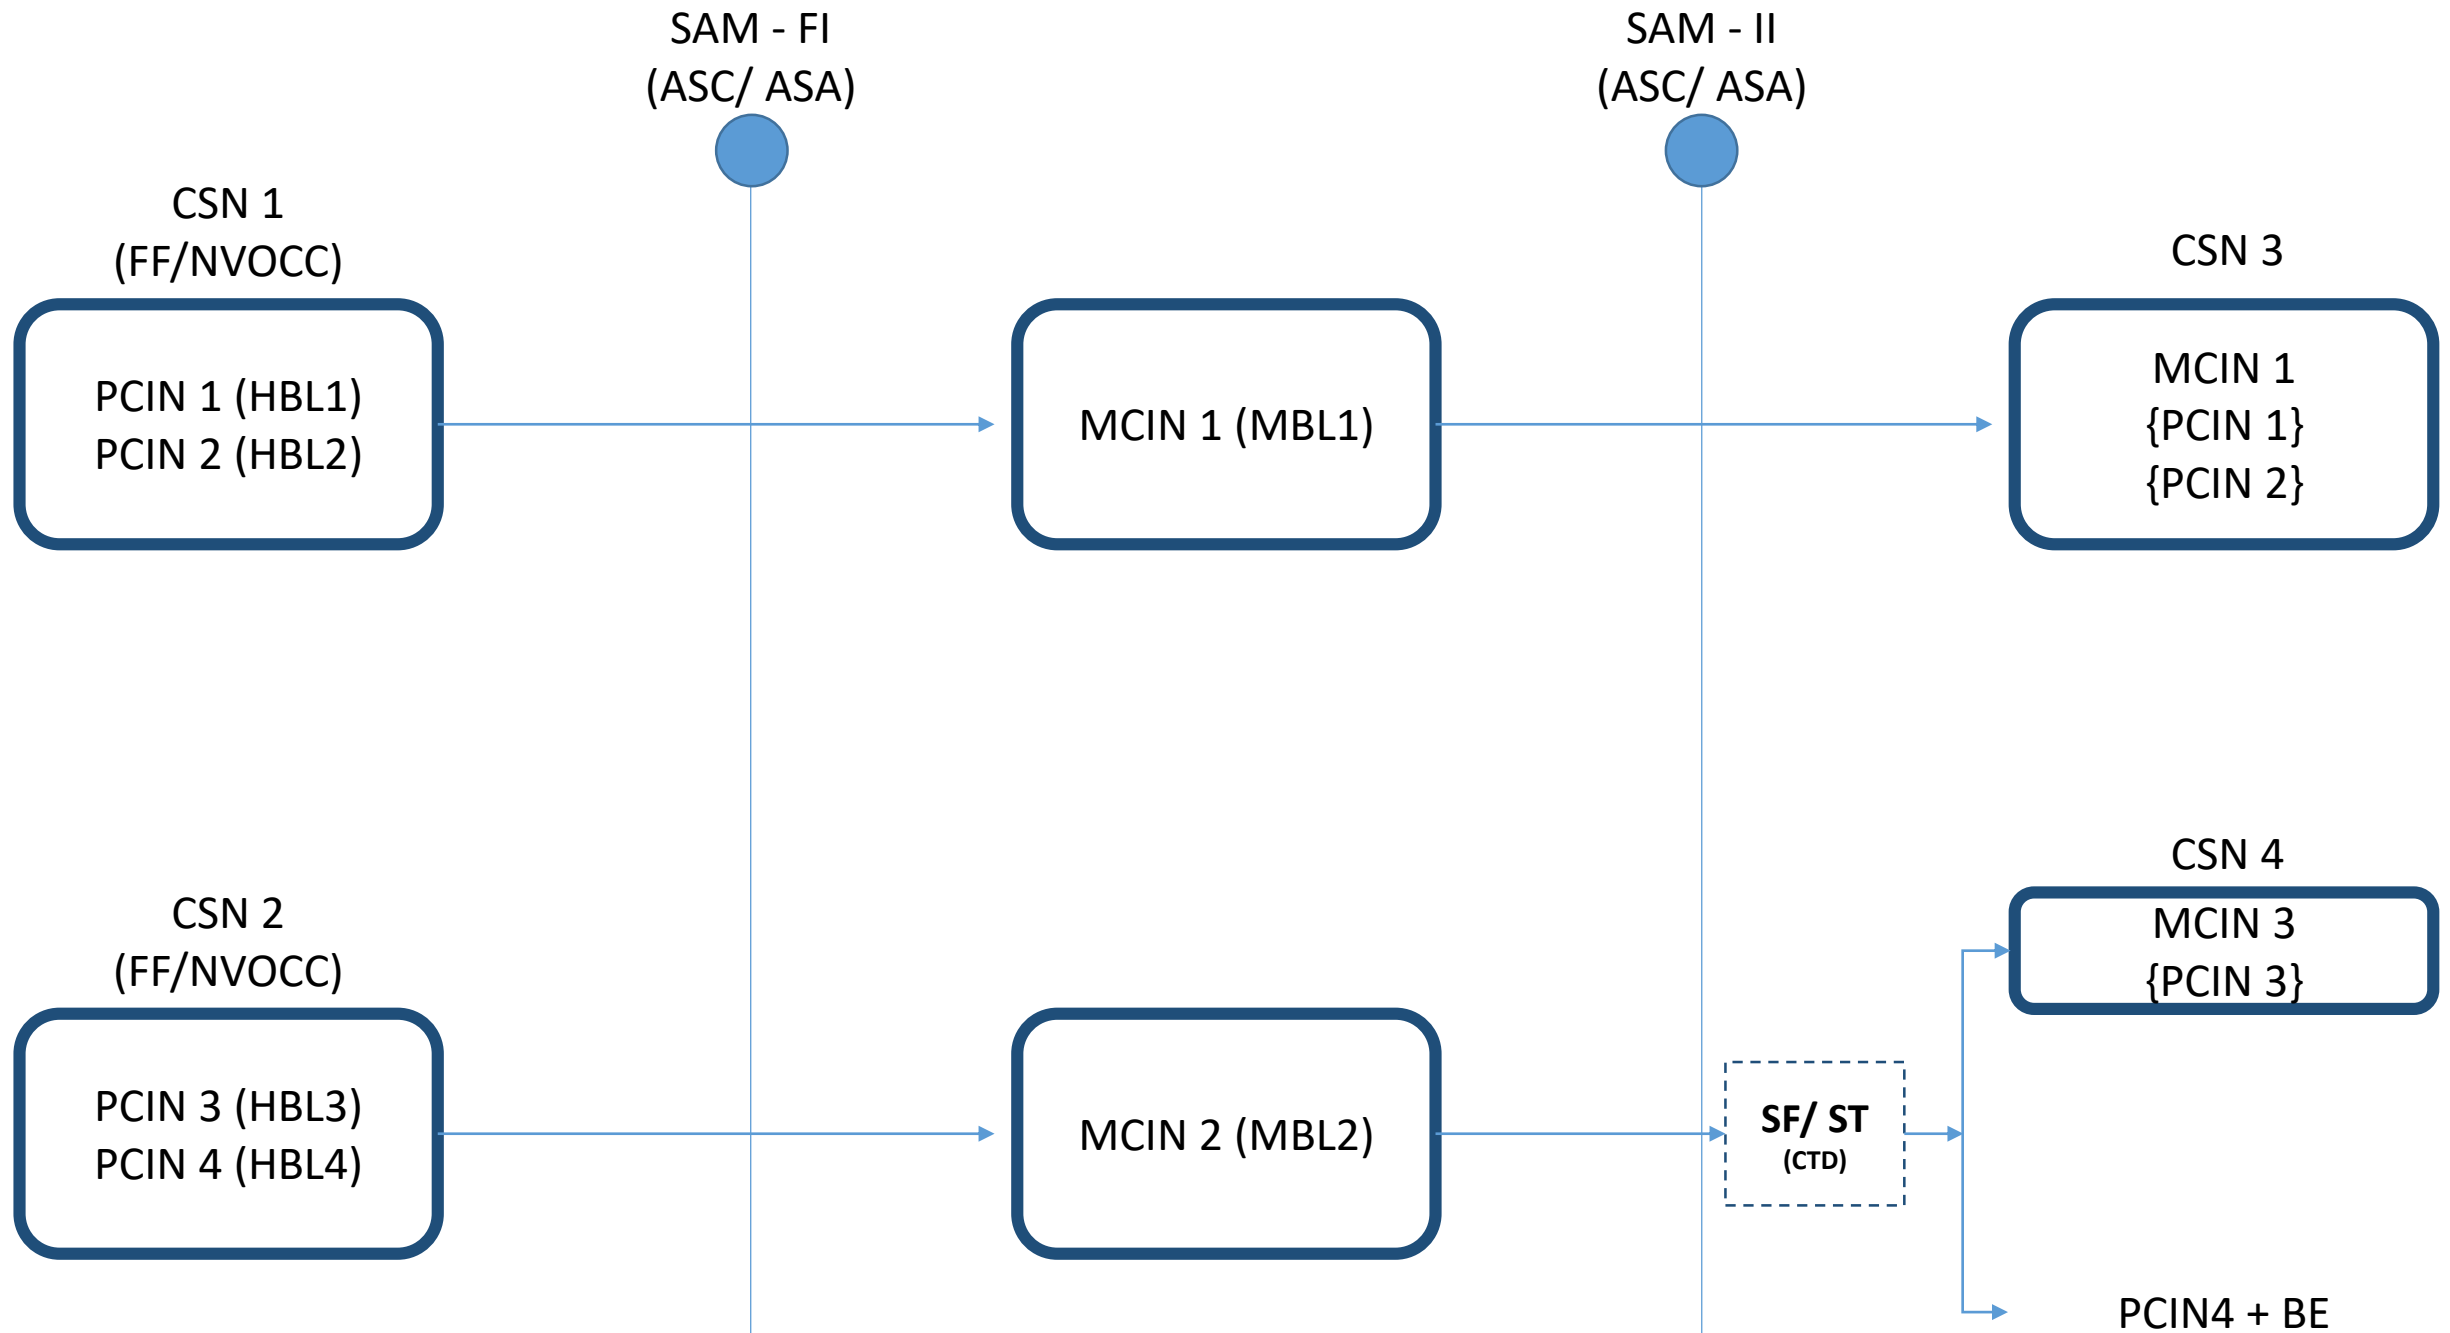 SAM - FI
(ASC/ ASA)
SAM - II
(ASC/ ASA)
CSN 1
(FF/NVOCC)
CSN 3
PCIN 1 (HBL1)
PCIN 2 (HBL2)
MCIN 1 (MBL1)
MCIN 1
{PCIN 1}
{PCIN 2}
CSN 2
(FF/NVOCC)
CSN 4
MCIN 3
{PCIN 3}
PCIN 3 (HBL3)
PCIN 4 (HBL4)
MCIN 2 (MBL2)
SF/ ST
(CTD)
PCIN4 + BE